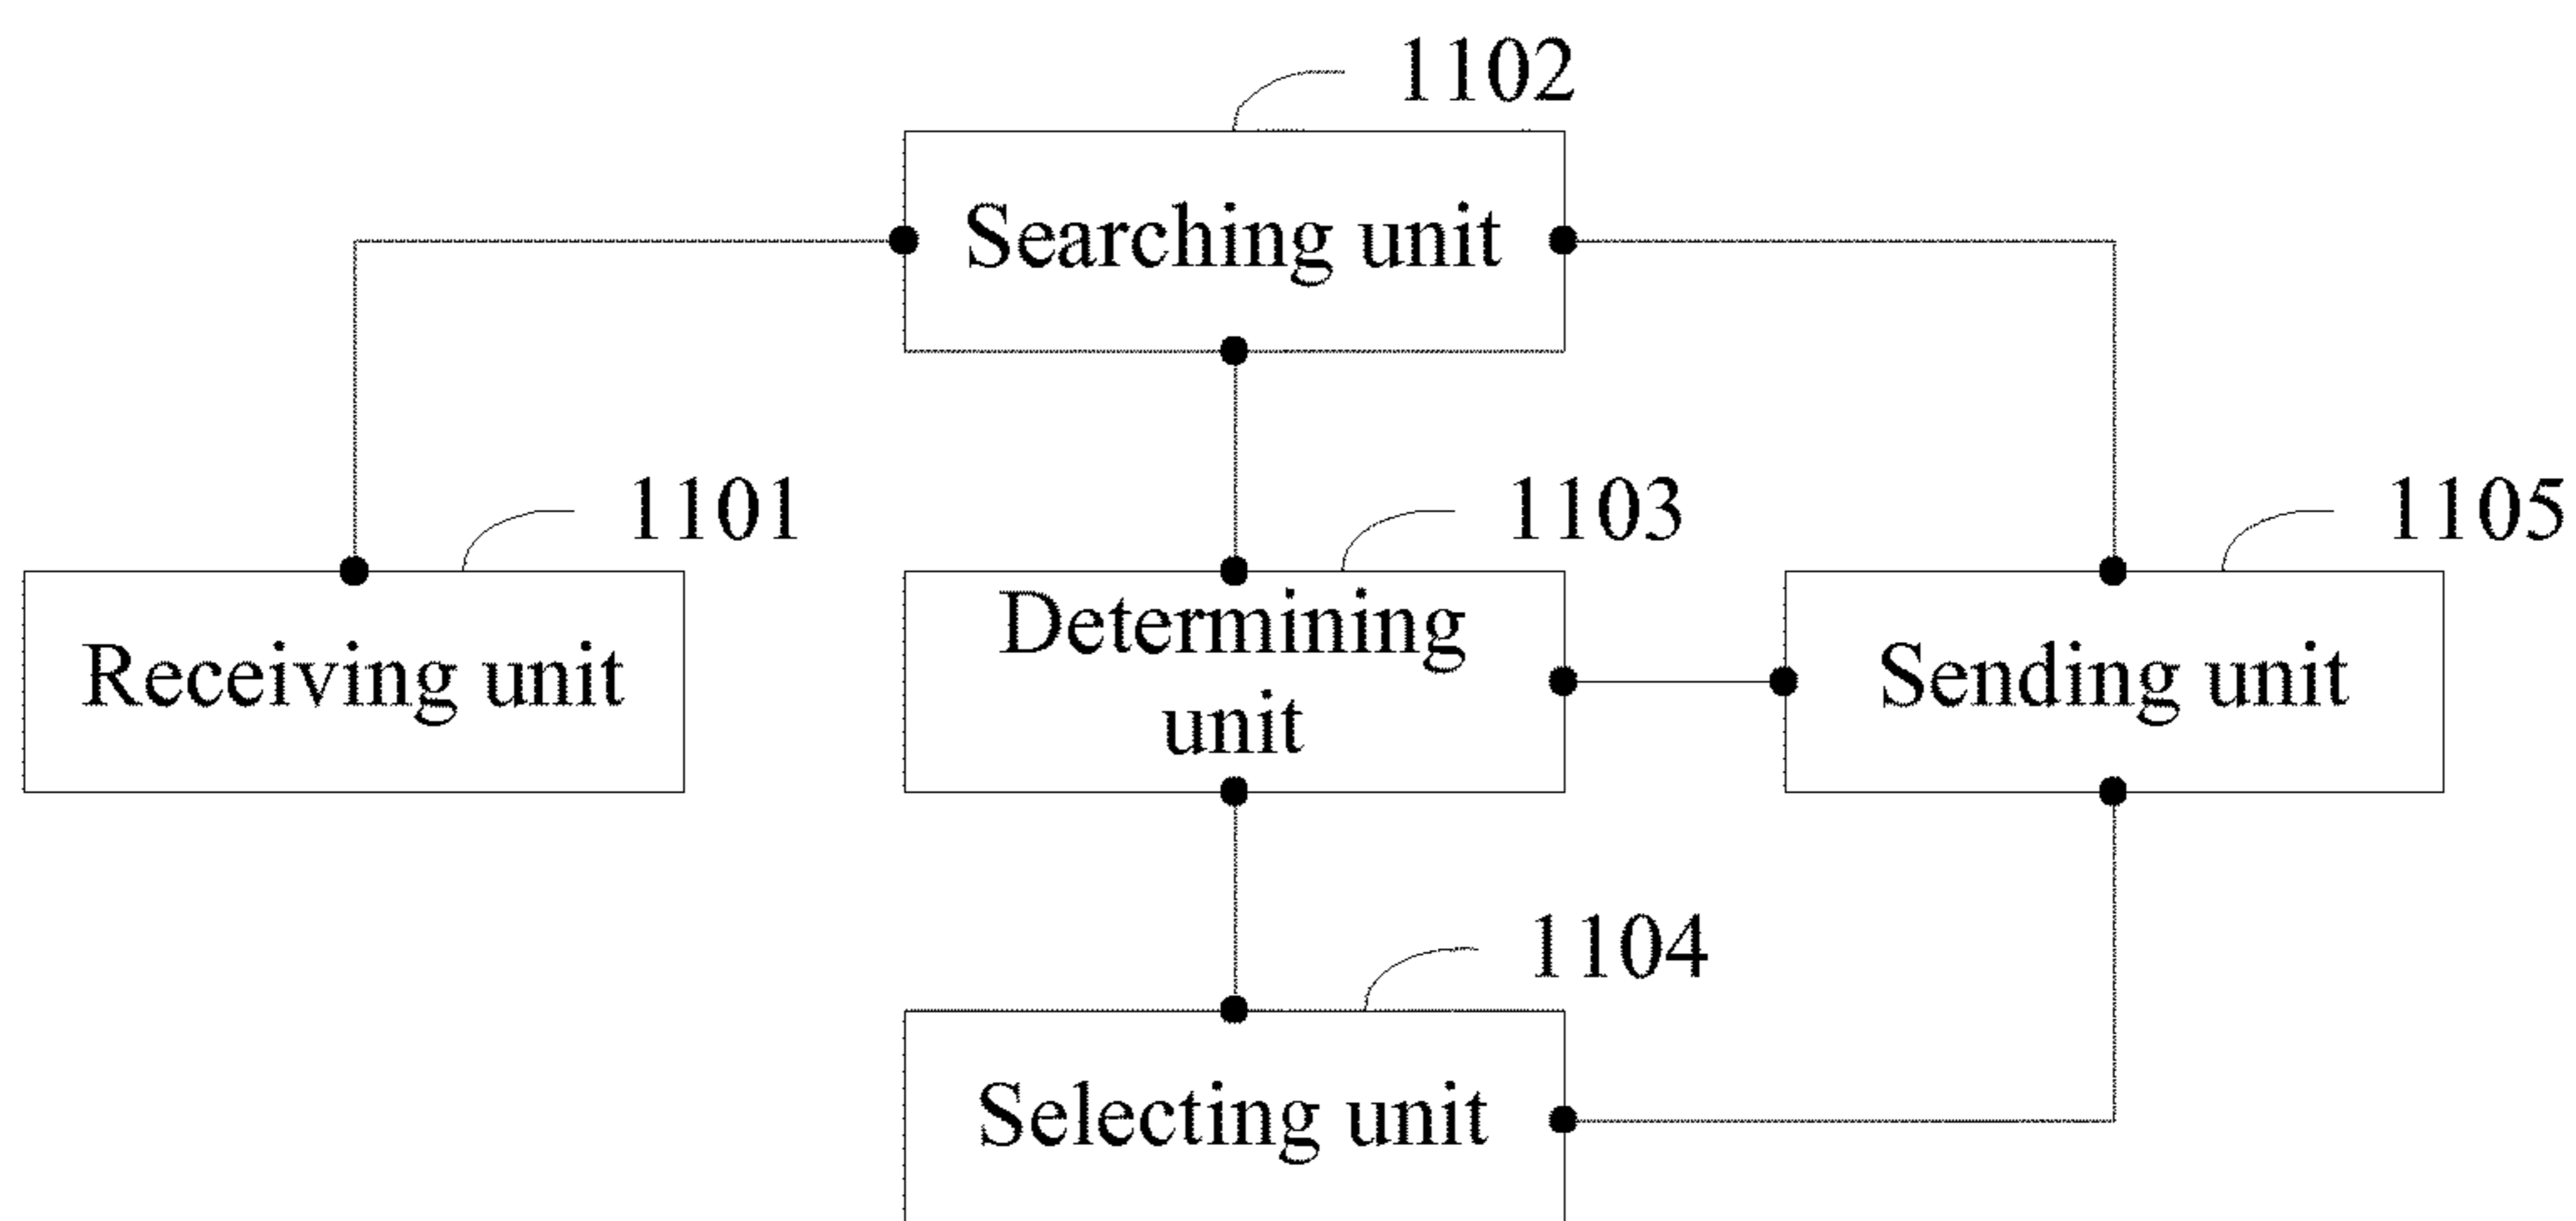 1102
Searching unit
1101
1103
1105
Receiving unit
Determining
unit
Sending unit
1104
Selecting unit